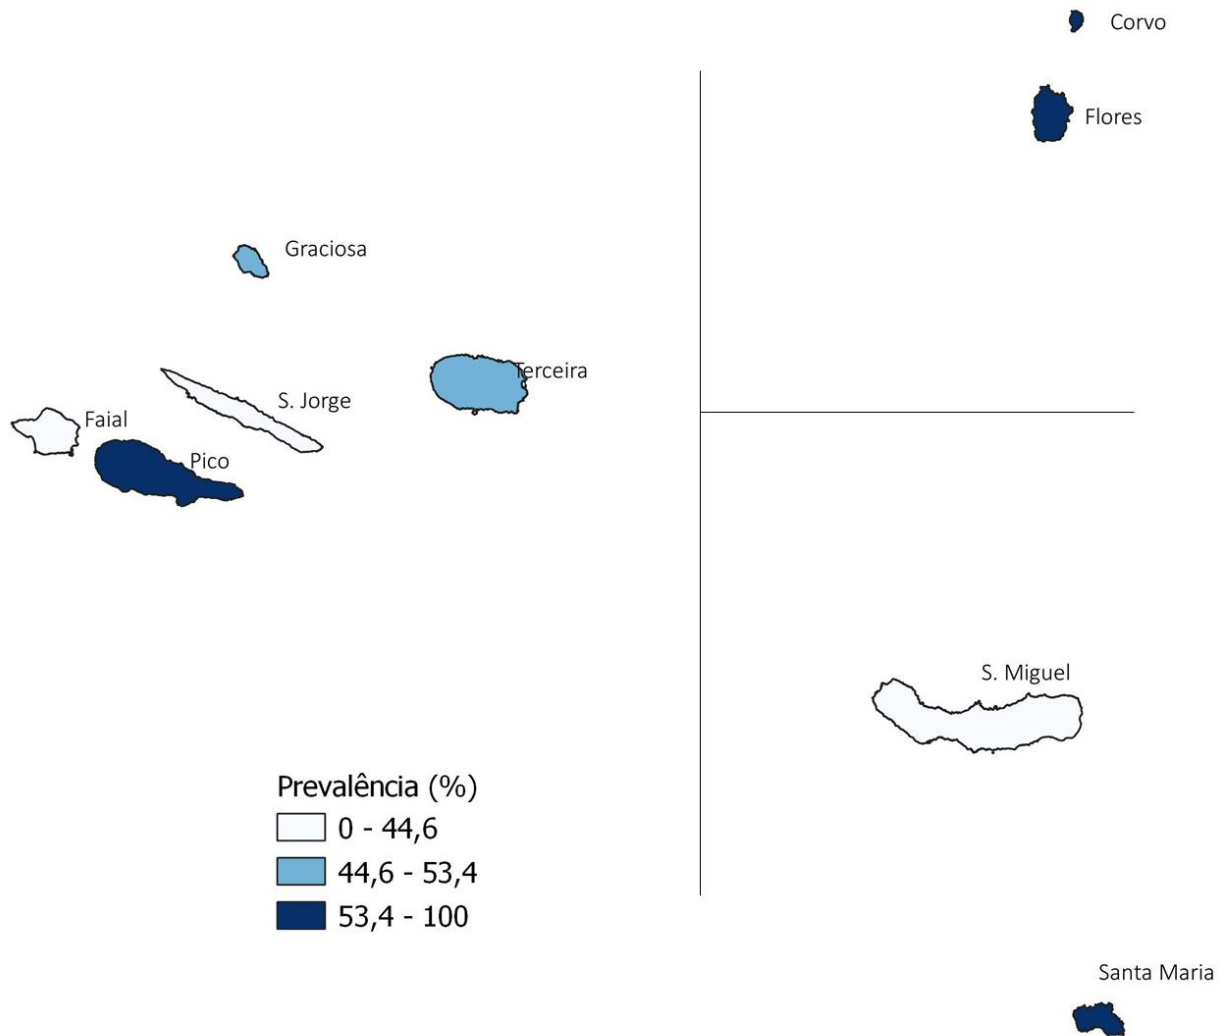 Corvo
Flores
Graciosa
Terceira
S. Jorge
Faial
Pico
S. Miguel
Prevalência (%)
0 - 44,6
44,6 - 53,4
53,4 - 100
Santa Maria